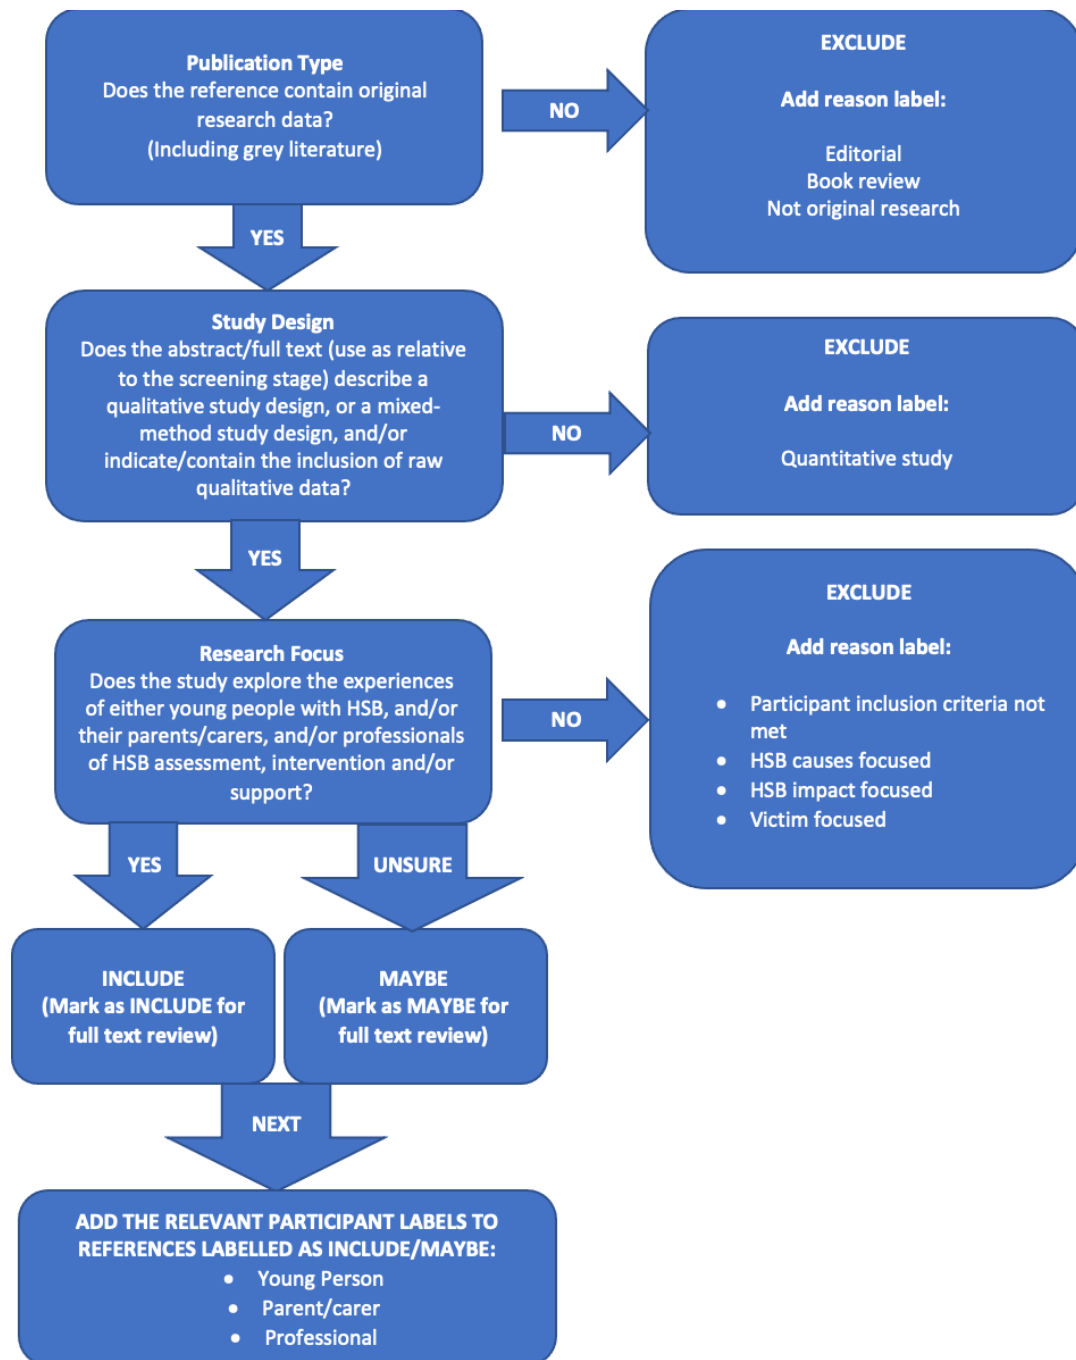 Publication Type
Does the reference contain original
research data?
(Including grey literature)
NO
EXCLUDE
Add reason label:
Editorial
Book review
Not original research
YES
Study Design
Does the abstract/full text (use as relative
to the screening stage) describe a
qualitative study design, or a mixed-
method study design, and/or
indicate/contain the inclusion of raw
qualitative data?
NO
EXCLUDE
Add reason label:
Quantitative study
YES
Research Focus
Does the study explore the experiences
of either young people with HSB, and/or
their parents/carers, and/or professionals
of HSB assessment, intervention and/or
support?
NO
EXCLUDE
Add reason label:
• Participant inclusion criteria not
met
• HSB causes focused
• HSB impact focused
• Victim focused
YES
UNSURE
INCLUDE
(Mark as INCLUDE for
full text review)
MAYBE
(Mark as MAYBE for
full text review)
NEXT
ADD THE RELEVANT PARTICIPANT LABELS TO
REFERENCES LABELLED AS INCLUDE/MAYBE:
• Young Person
• Parent/carer
• Professional